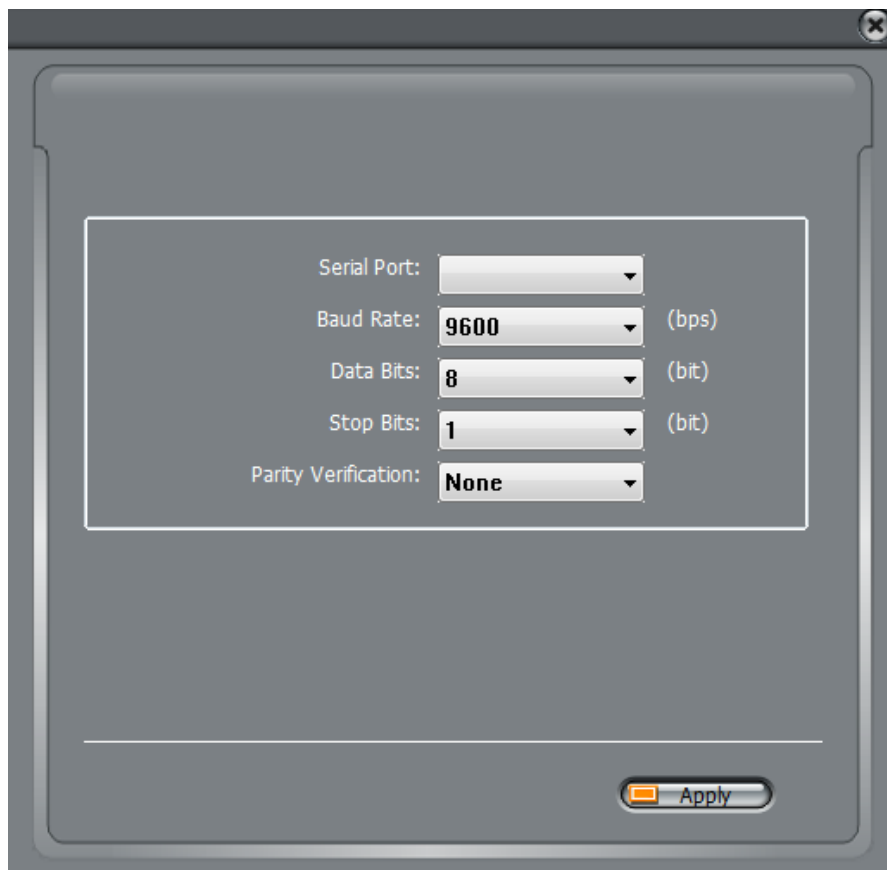 Serial Port:
Baud Rate: 9600 (bps)
Data Bits: 8 (bit)
Stop Bits: 1 (bit)
Parity Verification: None
Apply